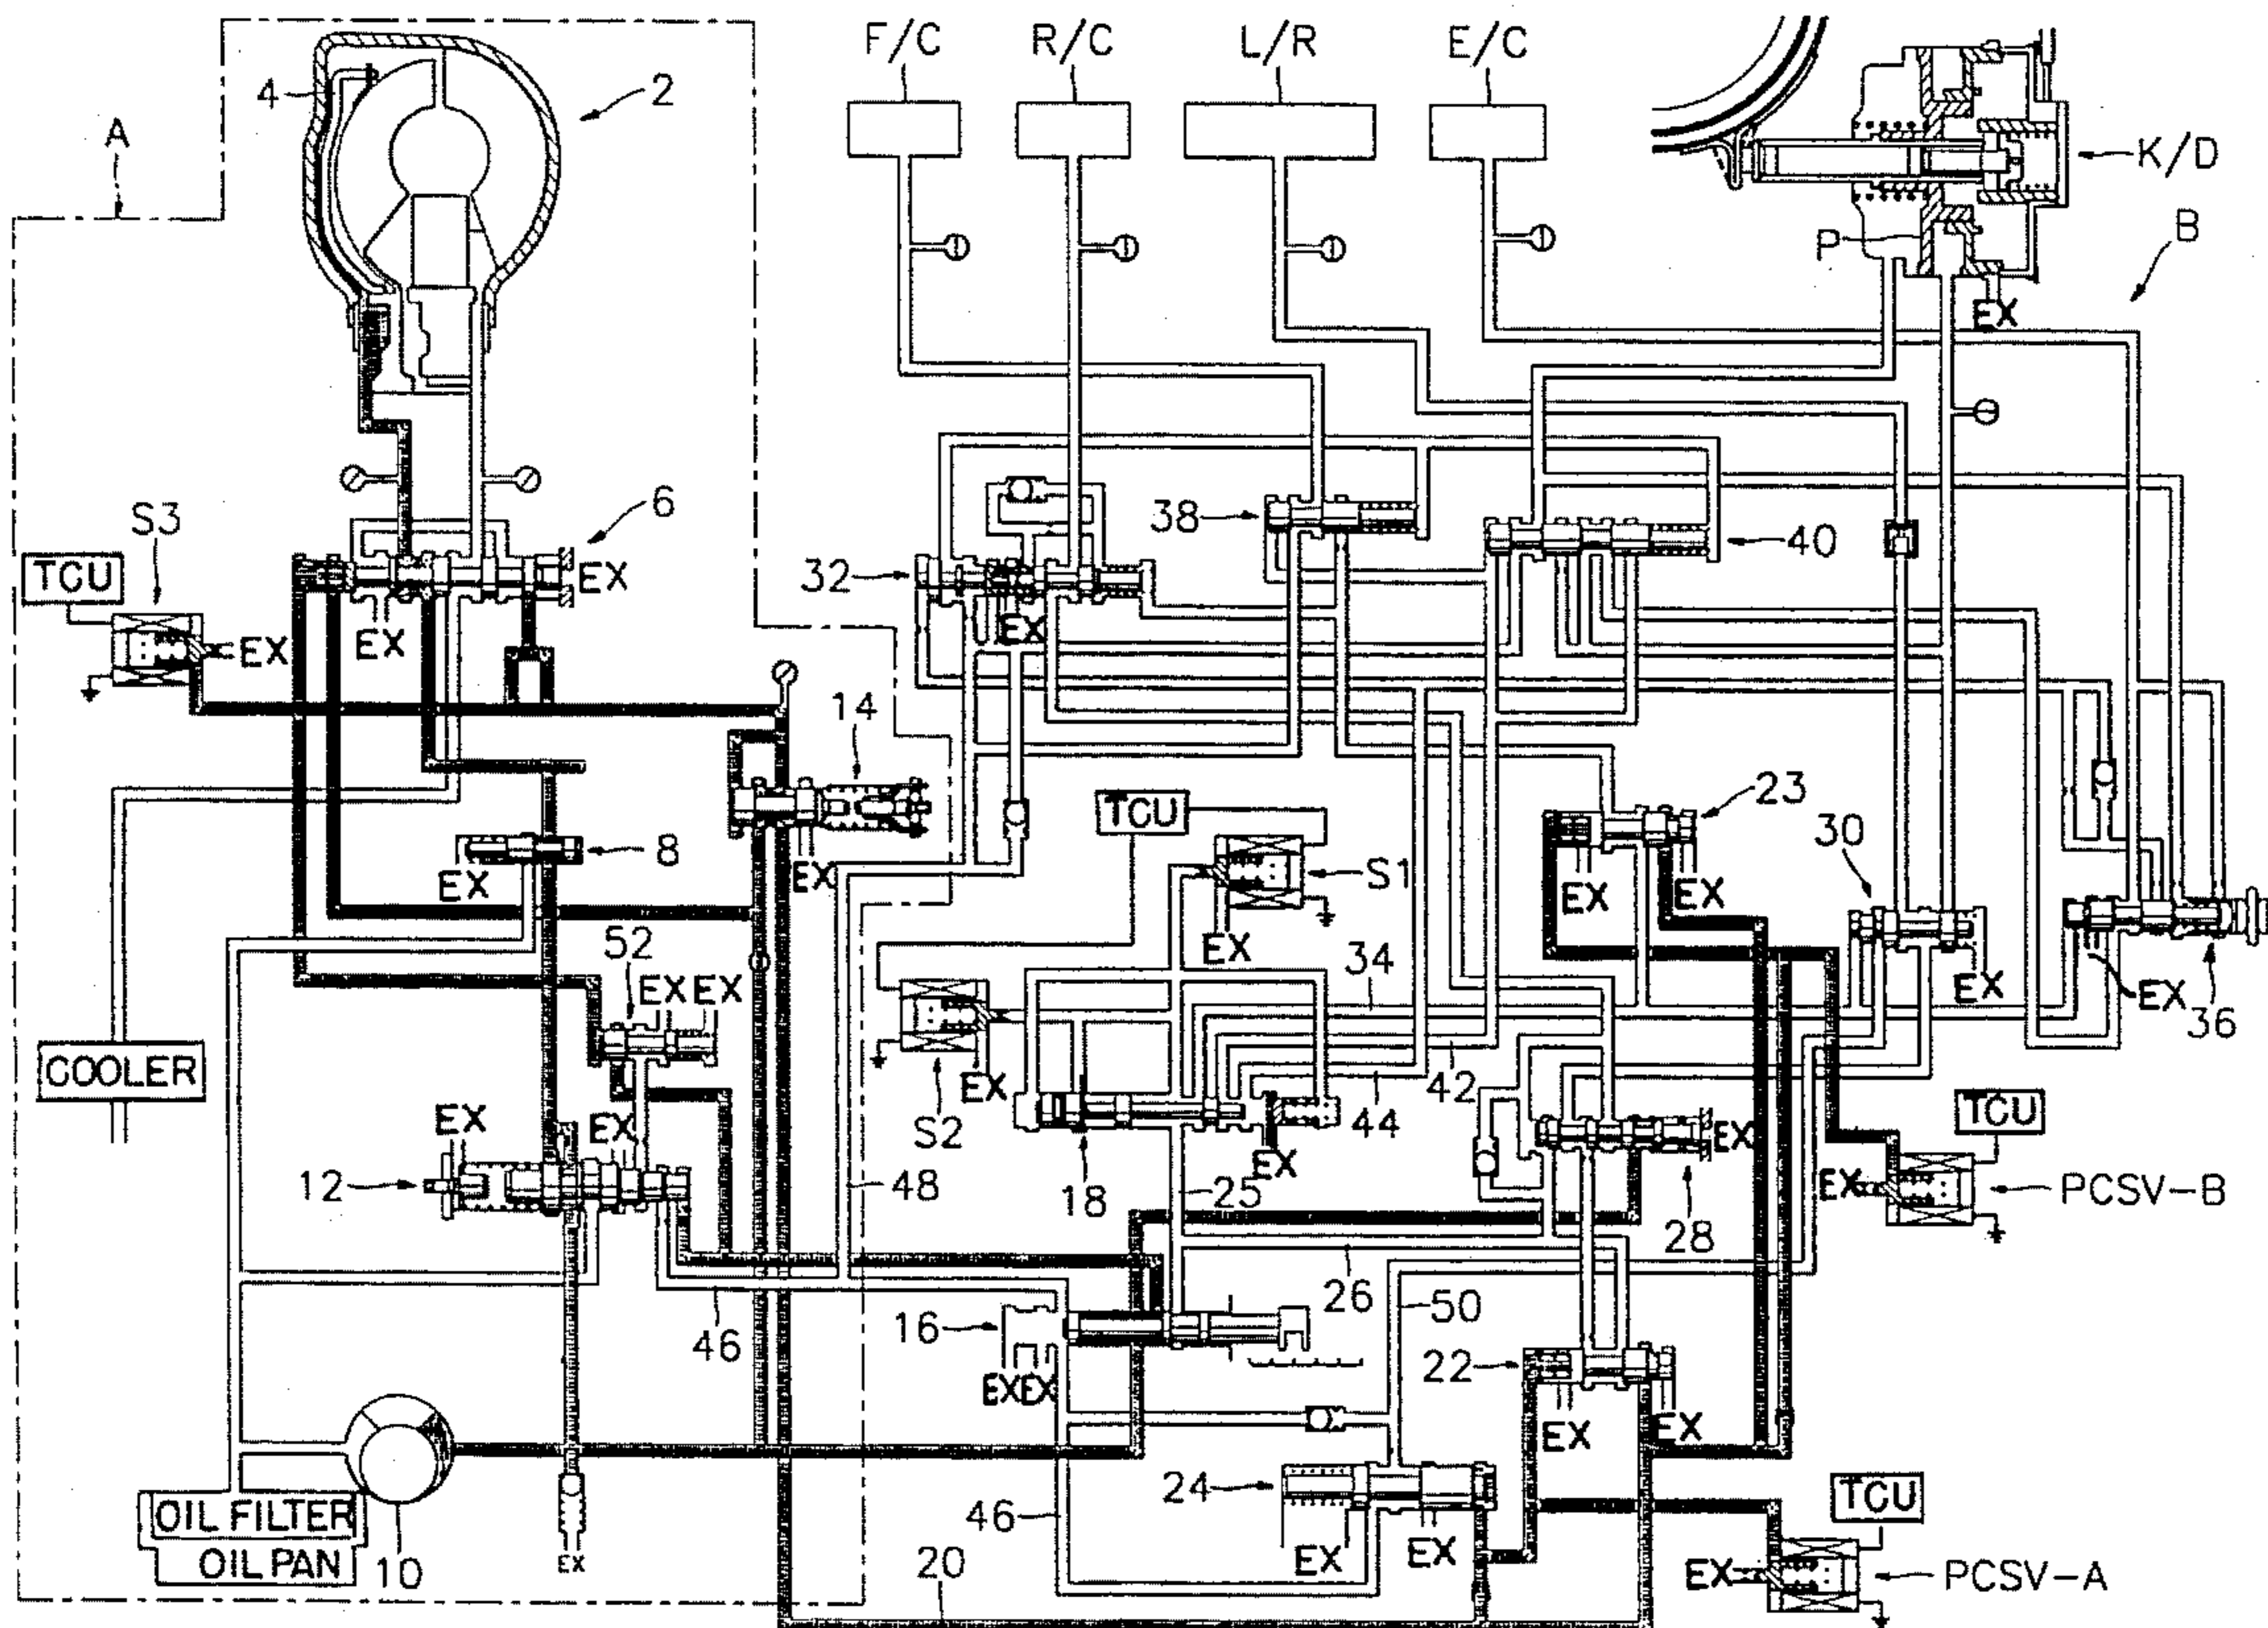 F/C R/C L/R E/C
4 2
A
K/D
P B
EX
S3 6
38
40
TCU
32
EX
EX
EX
EX
14
23
TCU
8
30
EX
EX
S1
EX EX
52
EX
34
EX EX
EX
EX 36
COOLER
S2
EX
42
44
TCU
EX
EX
EX
EX
12
48
18
25
EX
PCSV-B
28
26
46
50
16
EX EX
22
EX
EX
24
OIL FILTER
46
TCU
OIL PAN
10
EX
EX
EX
EX
PCSV-A
20